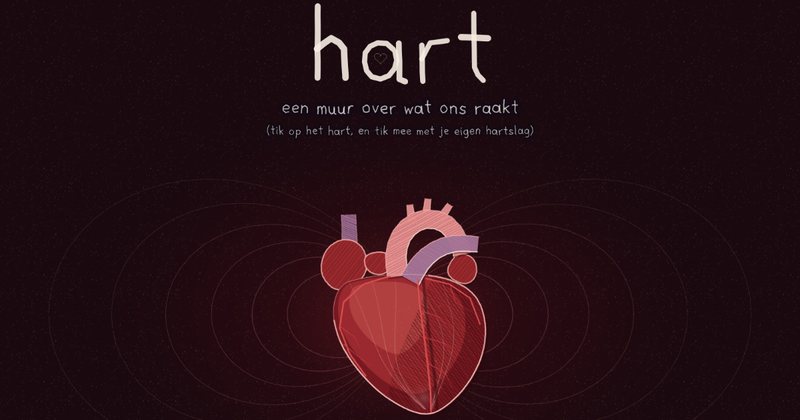 hart
een muur over wat ons raakt
(tik op het hart, en tik mee met je eigen hartslag)